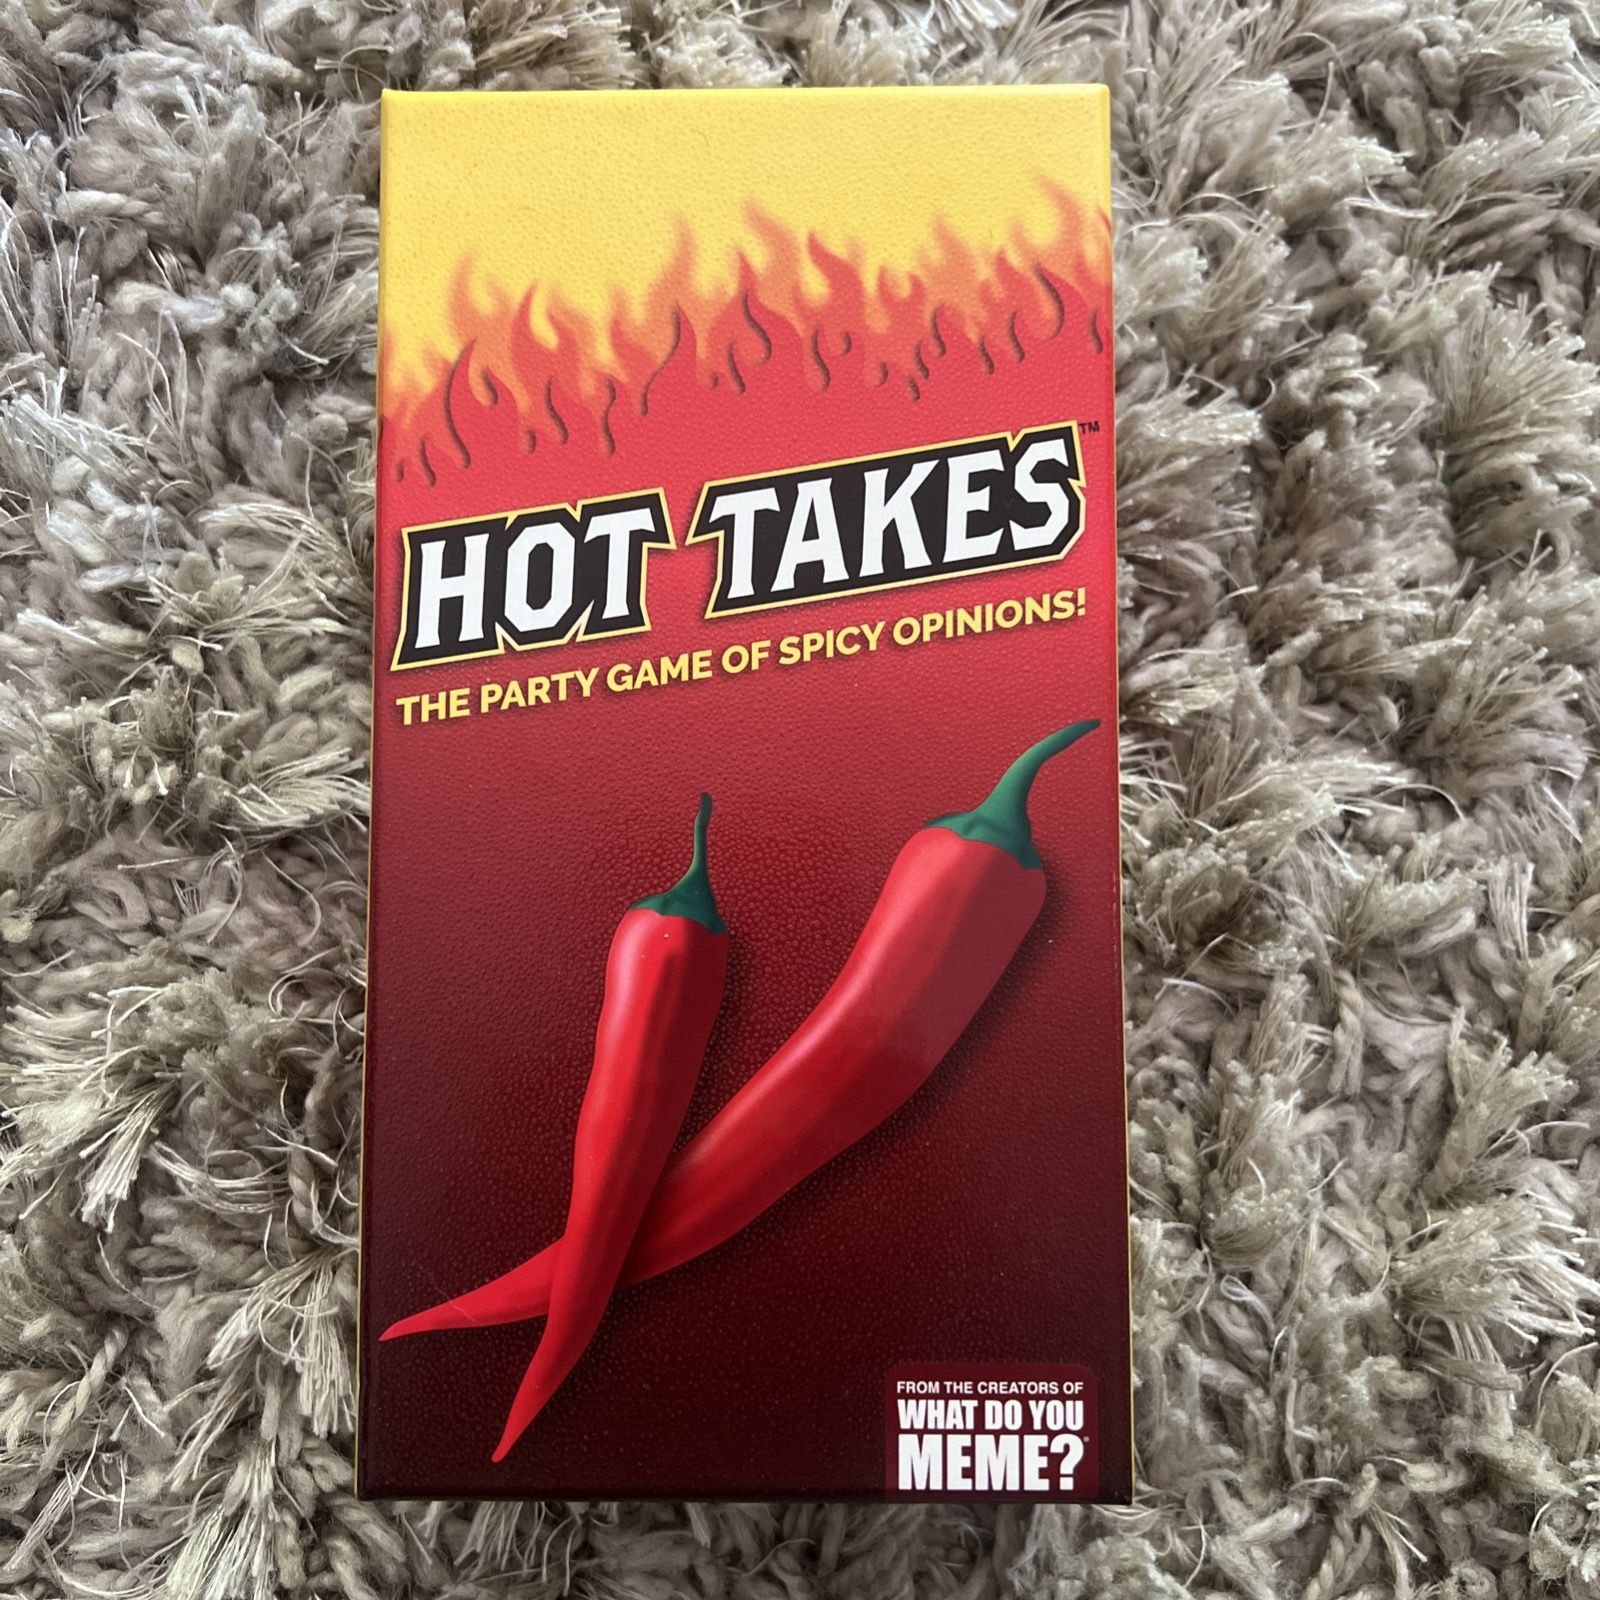 HOT TAKES™
THE PARTY GAME OF SPICY OPINIONS!
FROM THE CREATORS OF
WHAT DO YOU
MEME?®